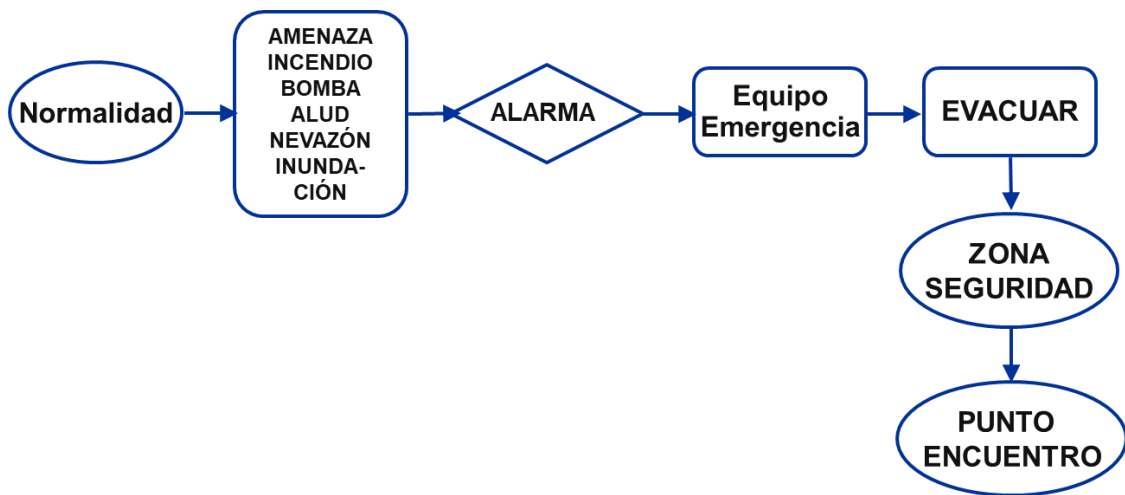 Normalidad
AMENAZA
INCENDIO
BOMBA
ALUD
NEVAZÓN
INUNDA-
CIÓN
ALARMA
Equipo
Emergencia
EVACUAR
ZONA
SEGURIDAD
PUNTO
ENCUENTRO